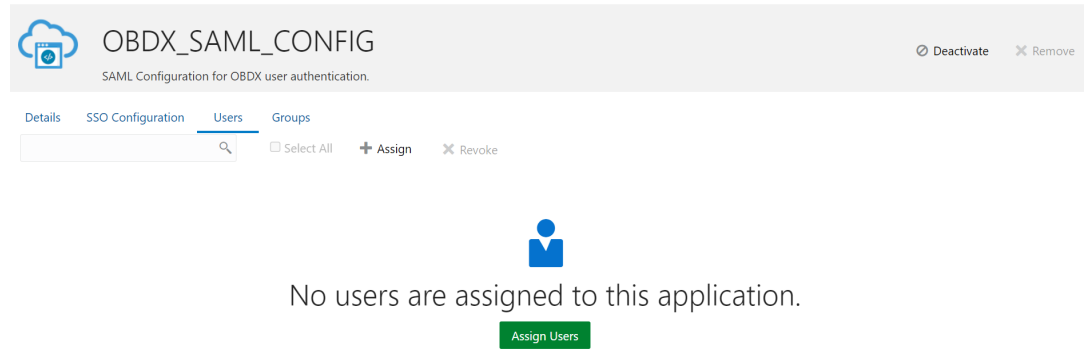 OBDX_SAML_CONFIG
SAML Configuration for OBDX user authentication.
Deactivate Remove
Details SSO Configuration Users Groups
Select All Assign Revoke
No users are assigned to this application.
Assign Users